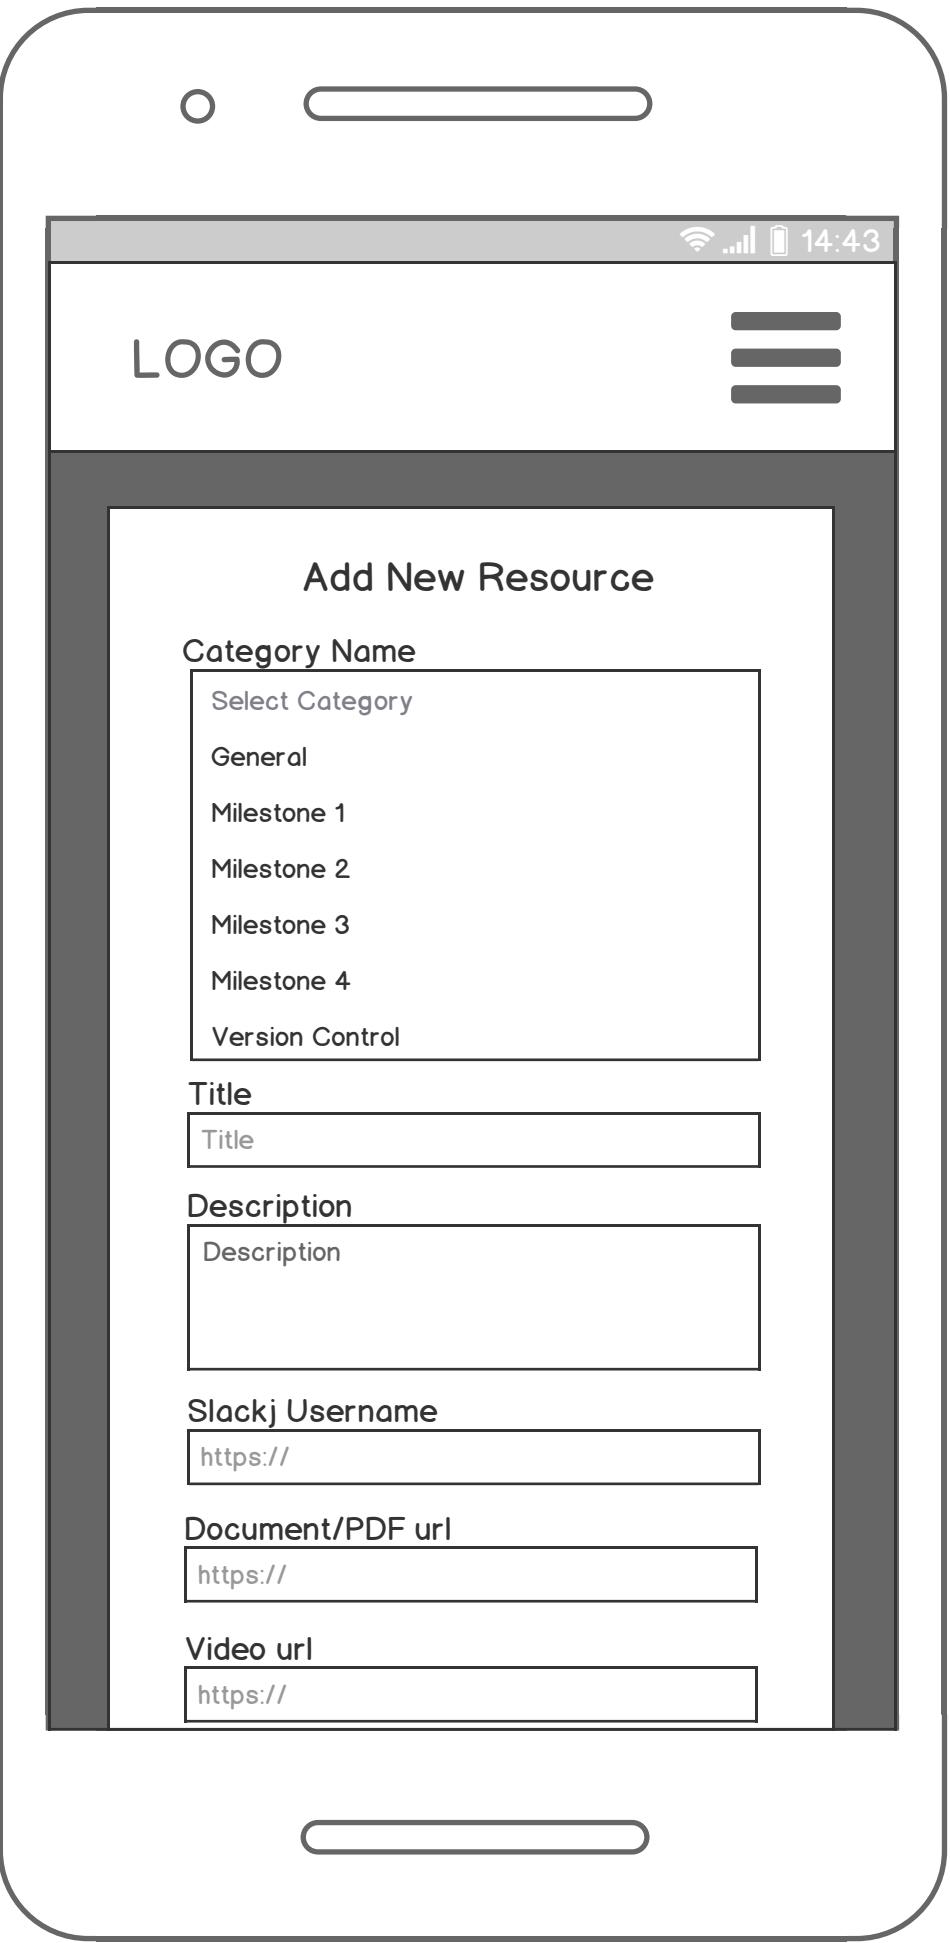 14:43
LOGO
Add New Resource
Category Name
Select Category
General
Milestone 1
Milestone 2
Milestone 3
Milestone 4
Version Control
Title
Title
Description
Description
Slackj Username
https://
Document/PDF url
https://
Video url
https://